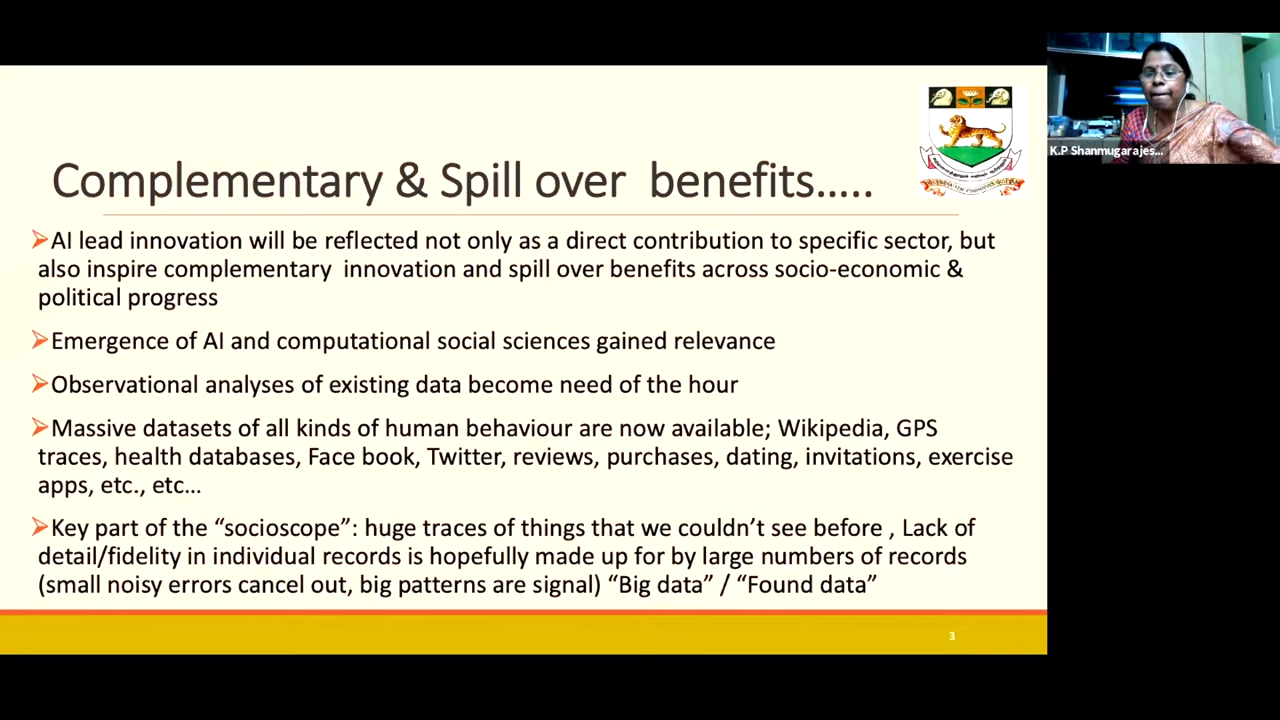 Complementary & Spill over benefits.....
K.P Shanmugarajes...
➢AI lead innovation will be reflected not only as a direct contribution to specific sector, but
also inspire complementary innovation and spill over benefits across socio-economic &
political progress
➢Emergence of AI and computational social sciences gained relevance
➢Observational analyses of existing data become need of the hour
➢Massive datasets of all kinds of human behaviour are now available; Wikipedia, GPS
traces, health databases, Face book, Twitter, reviews, purchases, dating, invitations, exercise
apps, etc., etc...
➢Key part of the “socioscope”: huge traces of things that we couldn’t see before , Lack of
detail/fidelity in individual records is hopefully made up for by large numbers of records
(small noisy errors cancel out, big patterns are signal) “Big data” / “Found data”
3